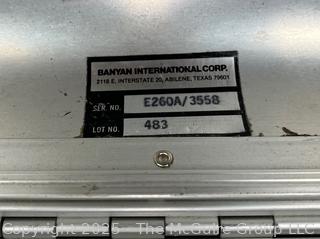 BANYAN INTERNATIONAL CORP.
2118 E. INTERSTATE 20, ABILENE, TEXAS 79601
SER. NO. E260A/3558
LOT NO. 483
Copyright 2025 - The McGuire Group LLC